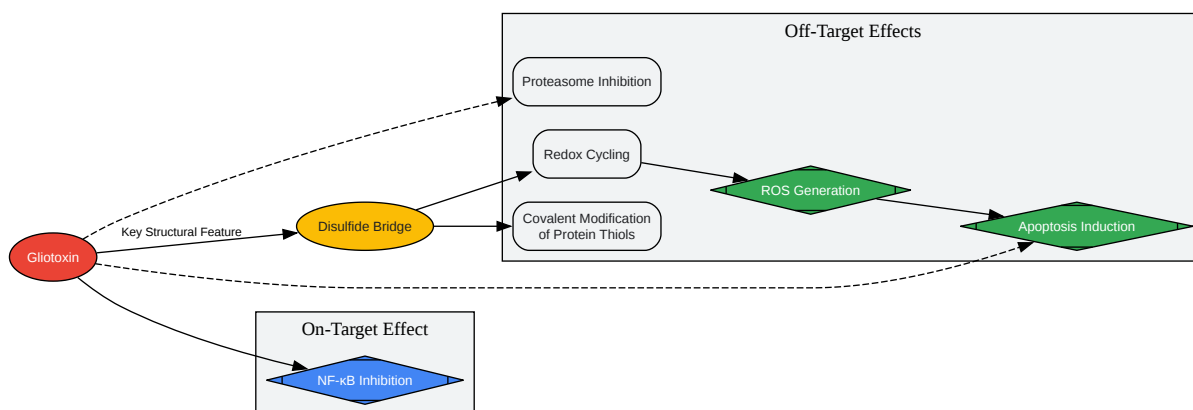 Off-Target Effects
Proteasome Inhibition
Redox Cycling
ROS Generation
Covalent Modification
of Protein Thiols
Disulfide Bridge
Apoptosis Induction
Key Structural Feature
Gliotoxin
On-Target Effect
NF-κB Inhibition